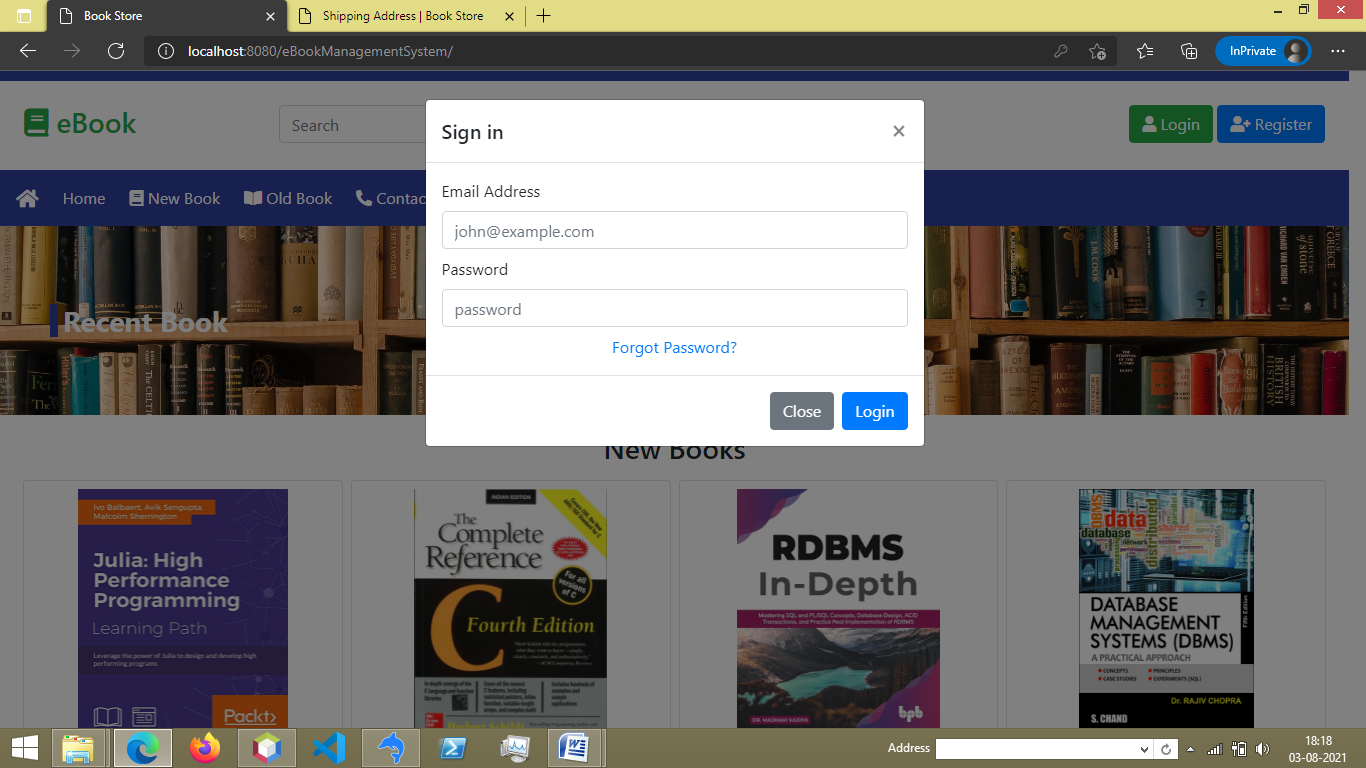 Book Store
Shipping Address | Book Store
localhost:8080/eBookManagementSystem/
InPrivate
eBook
Search
Login
Register
Home
New Book
Old Book
Contac
Sign in
×
Email Address
john@example.com
Password
password
Forgot Password?
Close
Login
Recent Book
New Books
Ivo Balbaert, Avik Sengupta,
Malcolm Sherrington
Julia: High
Performance
Programming
Learning Path
Leverage the power of Julia to design and develop high
performing programs
Packt>
INDIAN EDITION
The
Complete
Reference
For all
versions
of C
C
Fourth Edition
RDBMS
In-Depth
Mastering SQL and PL/SQL Concepts, Database Design, ACID
Transactions, and Practice Real Implementation of RDBMS
DR. MADHAVI VAIDYA
bpb
DBMS
data
database
distributed
DATABASE
MANAGEMENT
SYSTEMS (DBMS)
A PRACTICAL APPROACH
Fifth Edition
CONCEPTS
PRINCIPLES
CASE STUDIES
EXPERIMENTS (SQL)
Dr. RAJIV CHOPRA
S. CHAND
Address
18:18
03-08-2021